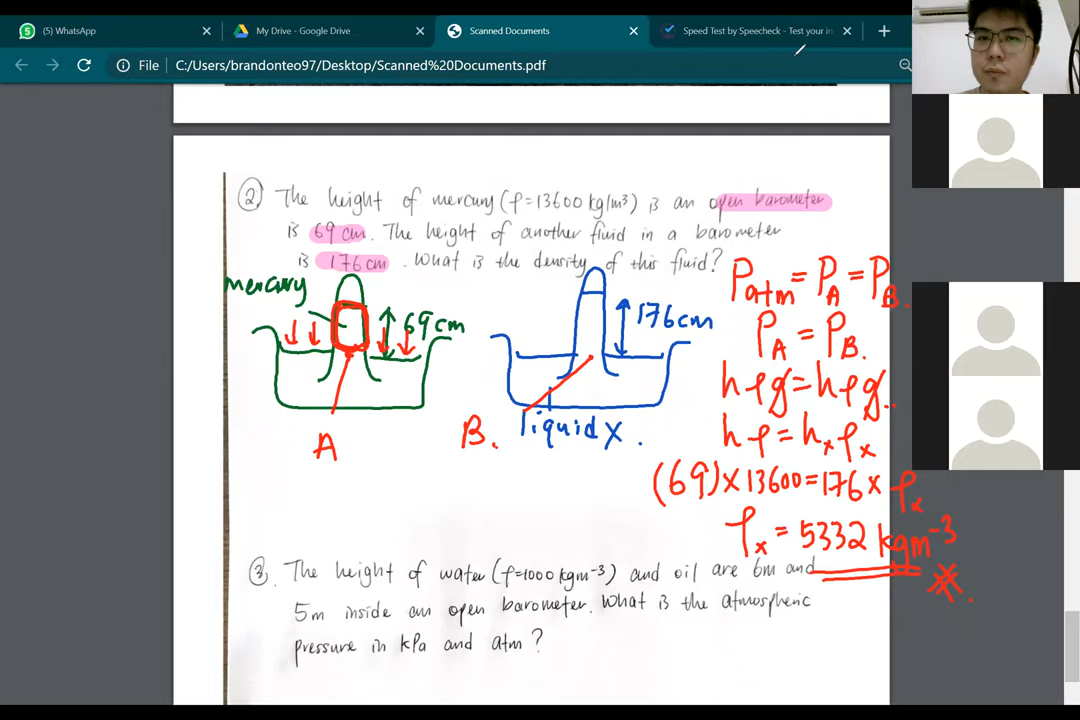 (5) WhatsApp
My Drive - Google Drive
Scanned Documents
Speed Test by Speecheck - Test your in
File
C:/Users/brandonteo97/Desktop/Scanned%20Documents.pdf
② The height of mercury (ρ=13600 kg/m³) is an open barometer
is 69 cm. The height of another fluid in a barometer
is 176 cm. What is the density of this fluid?
mercury
69 cm
A
176 cm
B.
liquid X.
Patm = PA = PB.
PA = PB.
hρg = hρg.
hρ = hxρx
(69) × 13600 = 176 × ρx
ρx = 5332 kgm⁻³
③. The height of water (ρ=1000 kgm⁻³) and oil are 6m and
5m inside an open barometer. What is the atmospheric
pressure in kPa and atm?